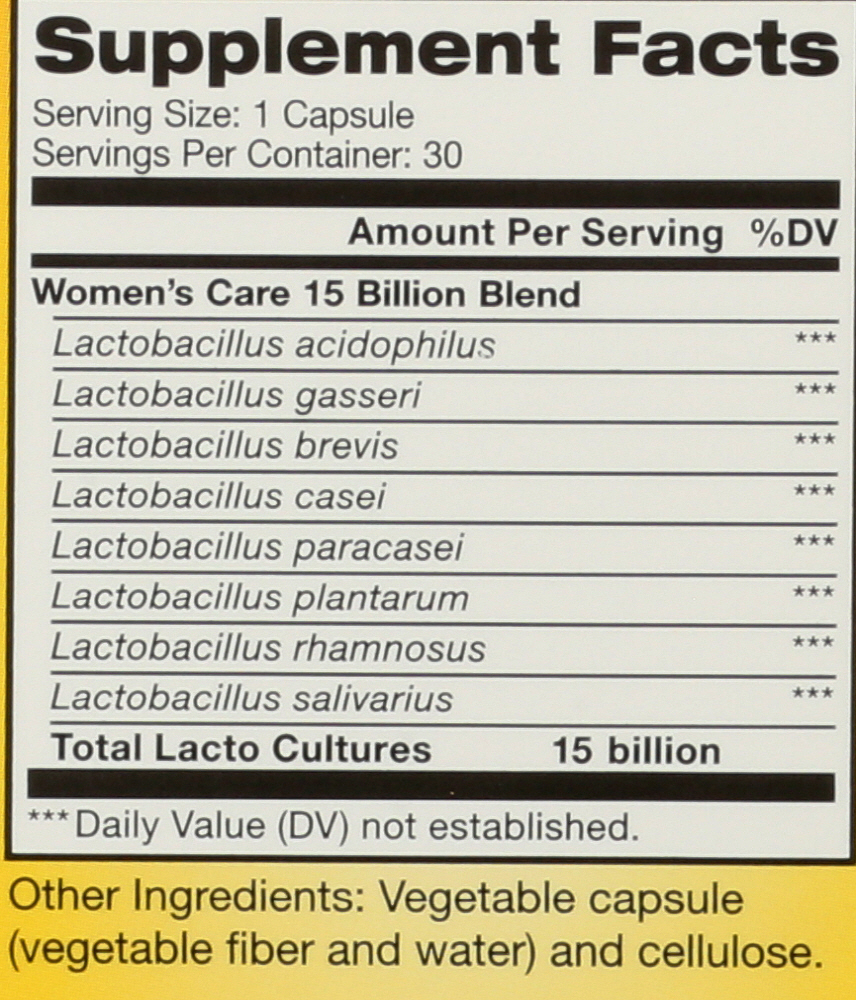 Supplement Facts
Serving Size: 1 Capsule
Servings Per Container: 30
Amount Per Serving %DV
Women's Care 15 Billion Blend
Lactobacillus acidophilus ***
Lactobacillus gasseri ***
Lactobacillus brevis ***
Lactobacillus casei ***
Lactobacillus paracasei ***
Lactobacillus plantarum ***
Lactobacillus rhamnosus ***
Lactobacillus salivarius ***
Total Lacto Cultures 15 billion
***Daily Value (DV) not established.
Other Ingredients: Vegetable capsule
(vegetable fiber and water) and cellulose.